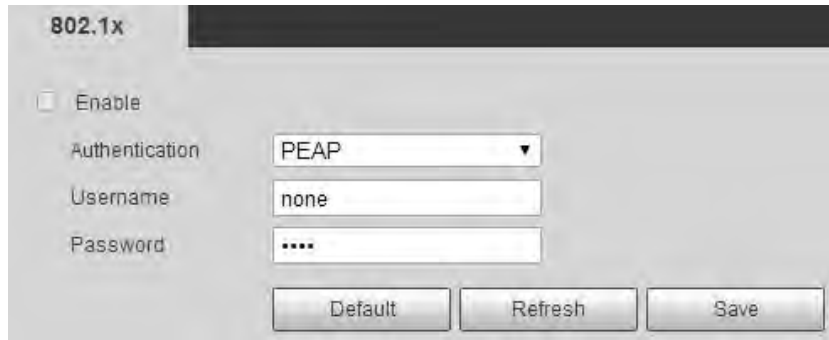 802.1x
Enable
Authentication PEAP
Username none
Password ••••
Default Refresh Save